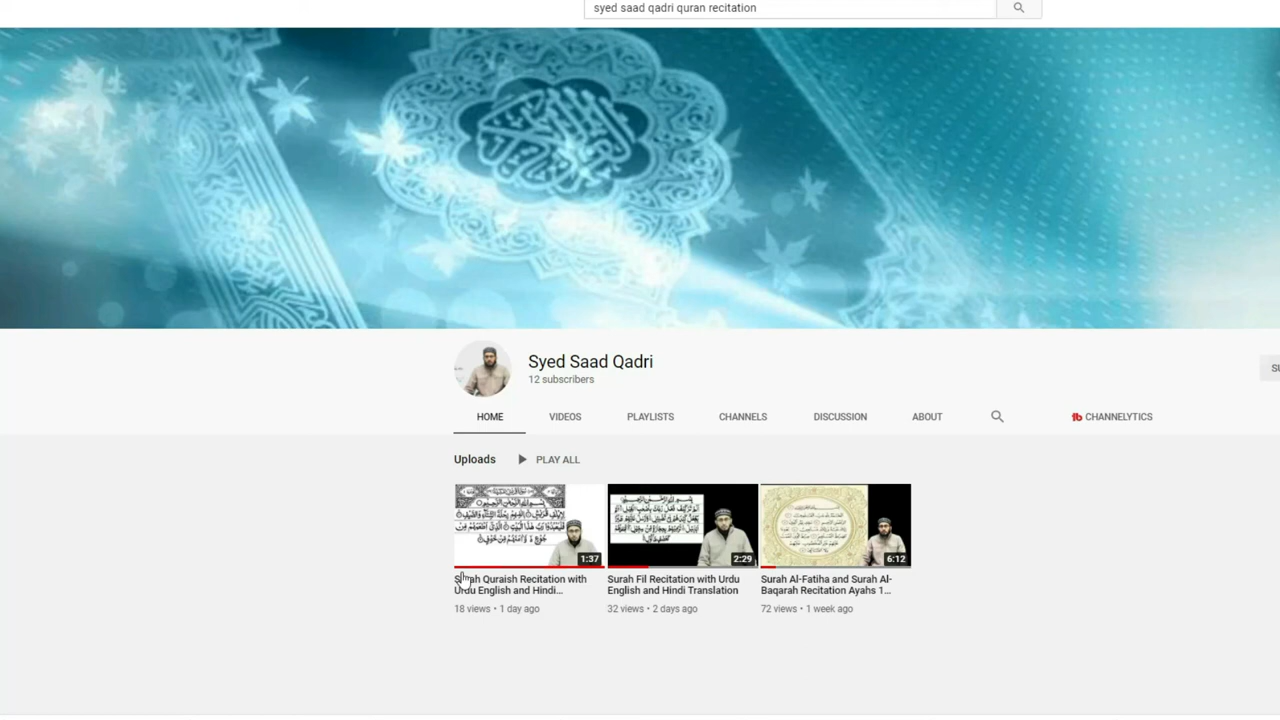 syed saad qadri quran recitation
Syed Saad Qadri
12 subscribers
HOME
VIDEOS
PLAYLISTS
CHANNELS
DISCUSSION
ABOUT
CHANNELYTICS
Uploads
PLAY ALL
1:37
2:29
6:12
Quraish Recitation with
Urdu English and Hindi...
18 views • 1 day ago
Surah Fil Recitation with Urdu
English and Hindi Translation
32 views • 2 days ago
Surah Al-Fatiha and Surah Al-
Baqarah Recitation Ayahs 1...
72 views • 1 week ago